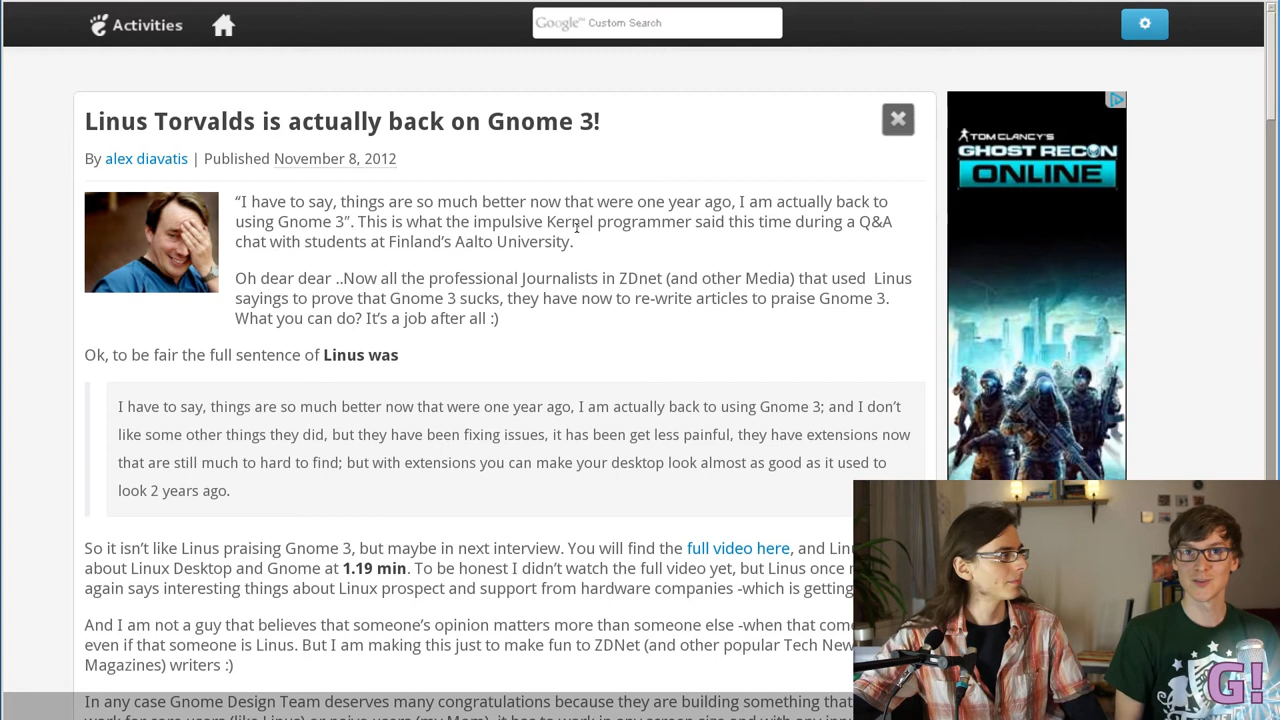 Activities
Google™ Custom Search
Linus Torvalds is actually back on Gnome 3!
By alex diavatis | Published November 8, 2012
“I have to say, things are so much better now that were one year ago, I am actually back to
using Gnome 3”. This is what the impulsive Kernel programmer said this time during a Q&A
chat with students at Finland’s Aalto University.
Oh dear dear ..Now all the professional Journalists in ZDnet (and other Media) that used Linus
sayings to prove that Gnome 3 sucks, they have now to re-write articles to praise Gnome 3.
What you can do? It’s a job after all :)
Ok, to be fair the full sentence of Linus was
I have to say, things are so much better now that were one year ago, I am actually back to using Gnome 3; and I don’t
like some other things they did, but they have been fixing issues, it has been get less painful, they have extensions now
that are still much to hard to find; but with extensions you can make your desktop look almost as good as it used to
look 2 years ago.
So it isn’t like Linus praising Gnome 3, but maybe in next interview. You will find the full video here, and
about Linux Desktop and Gnome at 1.19 min. To be honest I didn’t watch the full video yet, but Linus once
again says interesting things about Linux prospect and support from hardware companies -which is getting
And I am not a guy that believes that someone’s opinion matters more than someone else -when that
even if that someone is Linus. But I am making this just to make fun to ZDNet (and other popular Tech
Magazines) writers :)
In any case Gnome Design Team deserves many congratulations because they are building something that
TOM CLANCY'S
GHOST RECON
ONLINE
G!